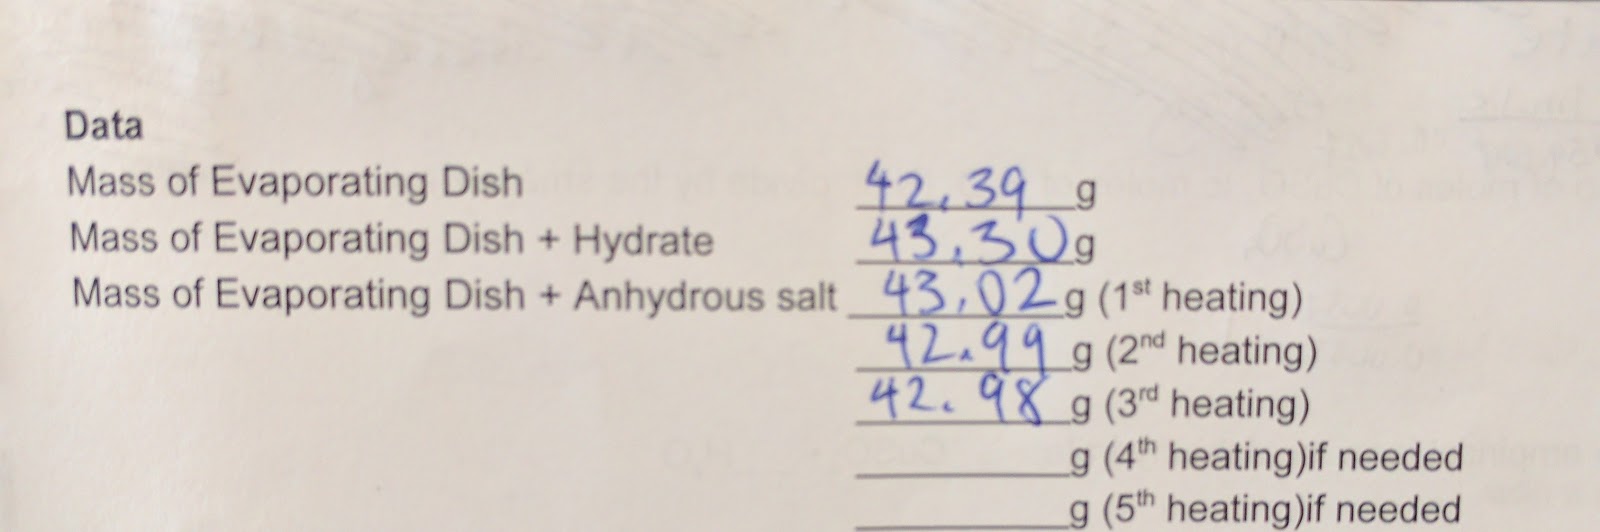 Data
Mass of Evaporating Dish 42.39 g
Mass of Evaporating Dish + Hydrate 43.30 g
Mass of Evaporating Dish + Anhydrous salt 43.02 g (1st heating)
42.99 g (2nd heating)
42.98 g (3rd heating)
g (4th heating)if needed
g (5th heating)if needed